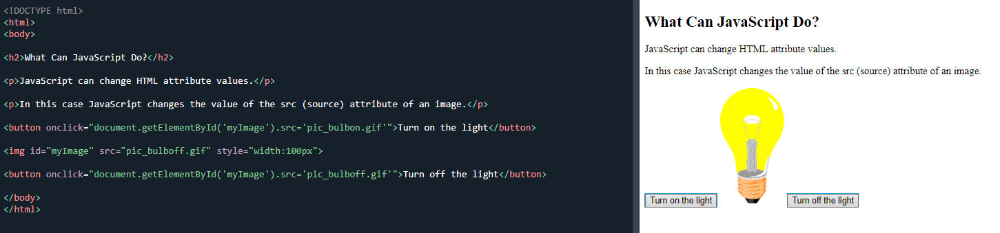 <!DOCTYPE html>
<html>
<body>
<h2>What Can JavaScript Do?</h2>
<p>JavaScript can change HTML attribute values.</p>
<p>In this case JavaScript changes the value of the src (source) attribute of an image.</p>
<button onclick="document.getElementById('myImage').src='pic_bulbon.gif'">Turn on the light</button>
<img id="myImage" src="pic_bulboff.gif" style="width:100px">
<button onclick="document.getElementById('myImage').src='pic_bulboff.gif'">Turn off the light</button>
</body>
</html>
What Can JavaScript Do?
JavaScript can change HTML attribute values.
In this case JavaScript changes the value of the src (source) attribute of an image.
Turn on the light
Turn off the light